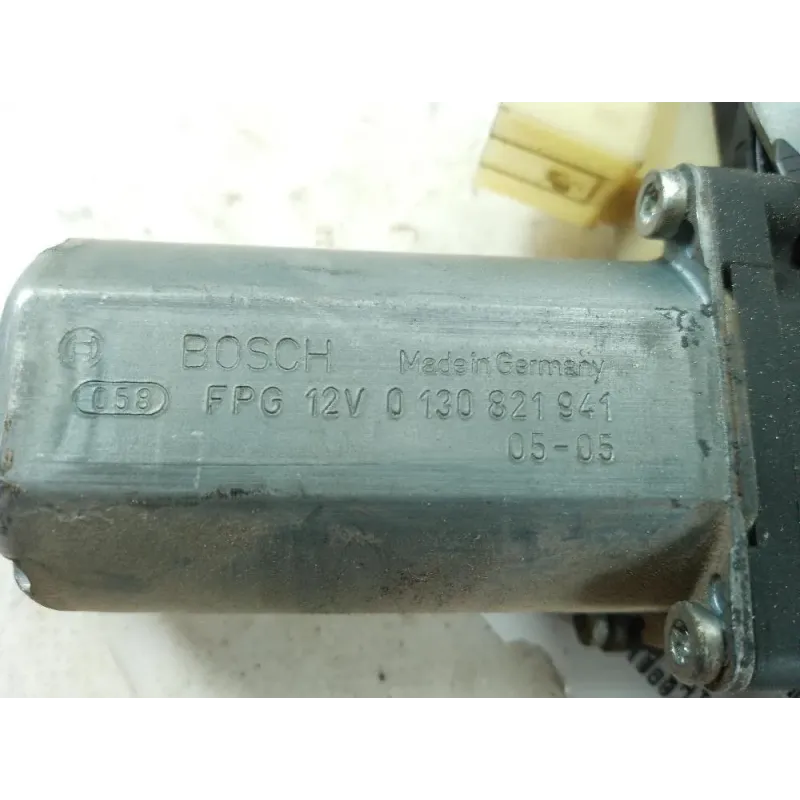 BOSCH Made in Germany
058 FPG 12V 0 130 821 941
05-05